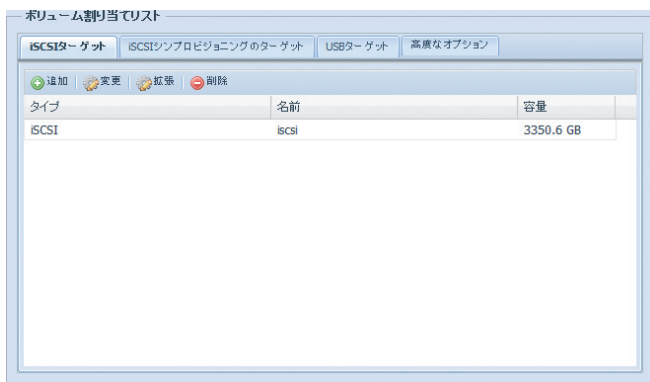 ボリューム割り当てリスト
iSCSIターゲット iSCSIシンプロビジョニングのターゲット USBターゲット 高度なオプション
追加 変更 拡張 削除
タイプ 名前 容量
iSCSI iscsi 3350.6 GB